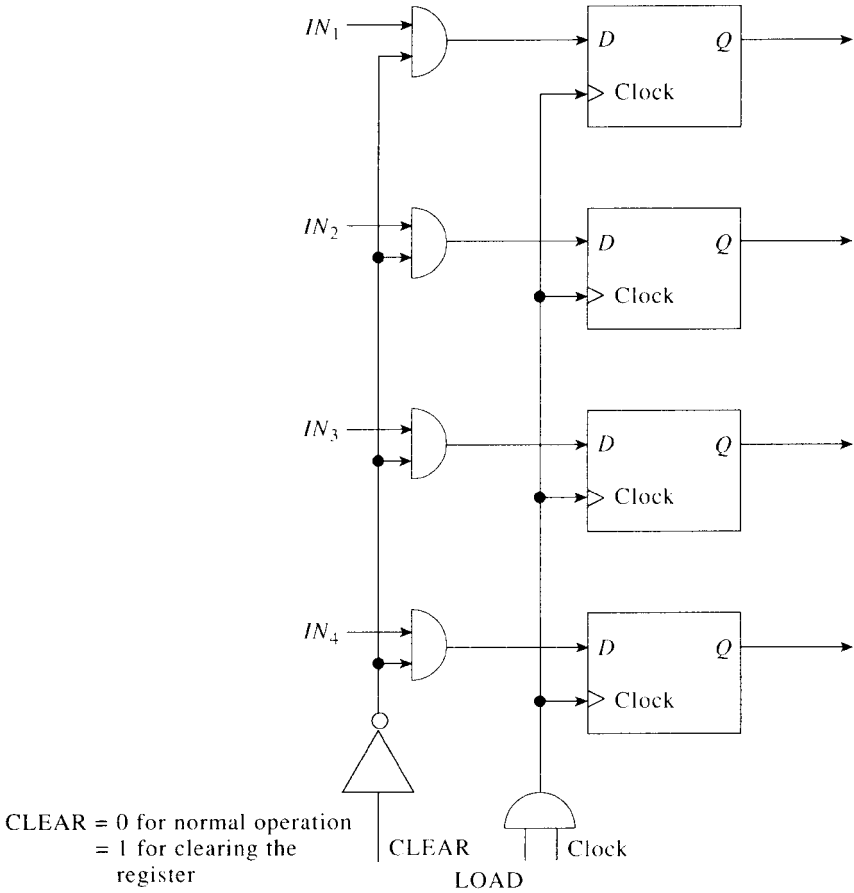 IN₁
D Q
Clock
IN₂
D Q
Clock
IN₃
D Q
Clock
IN₄
D Q
Clock
CLEAR = 0 for normal operation
= 1 for clearing the
register
CLEAR
LOAD
Clock